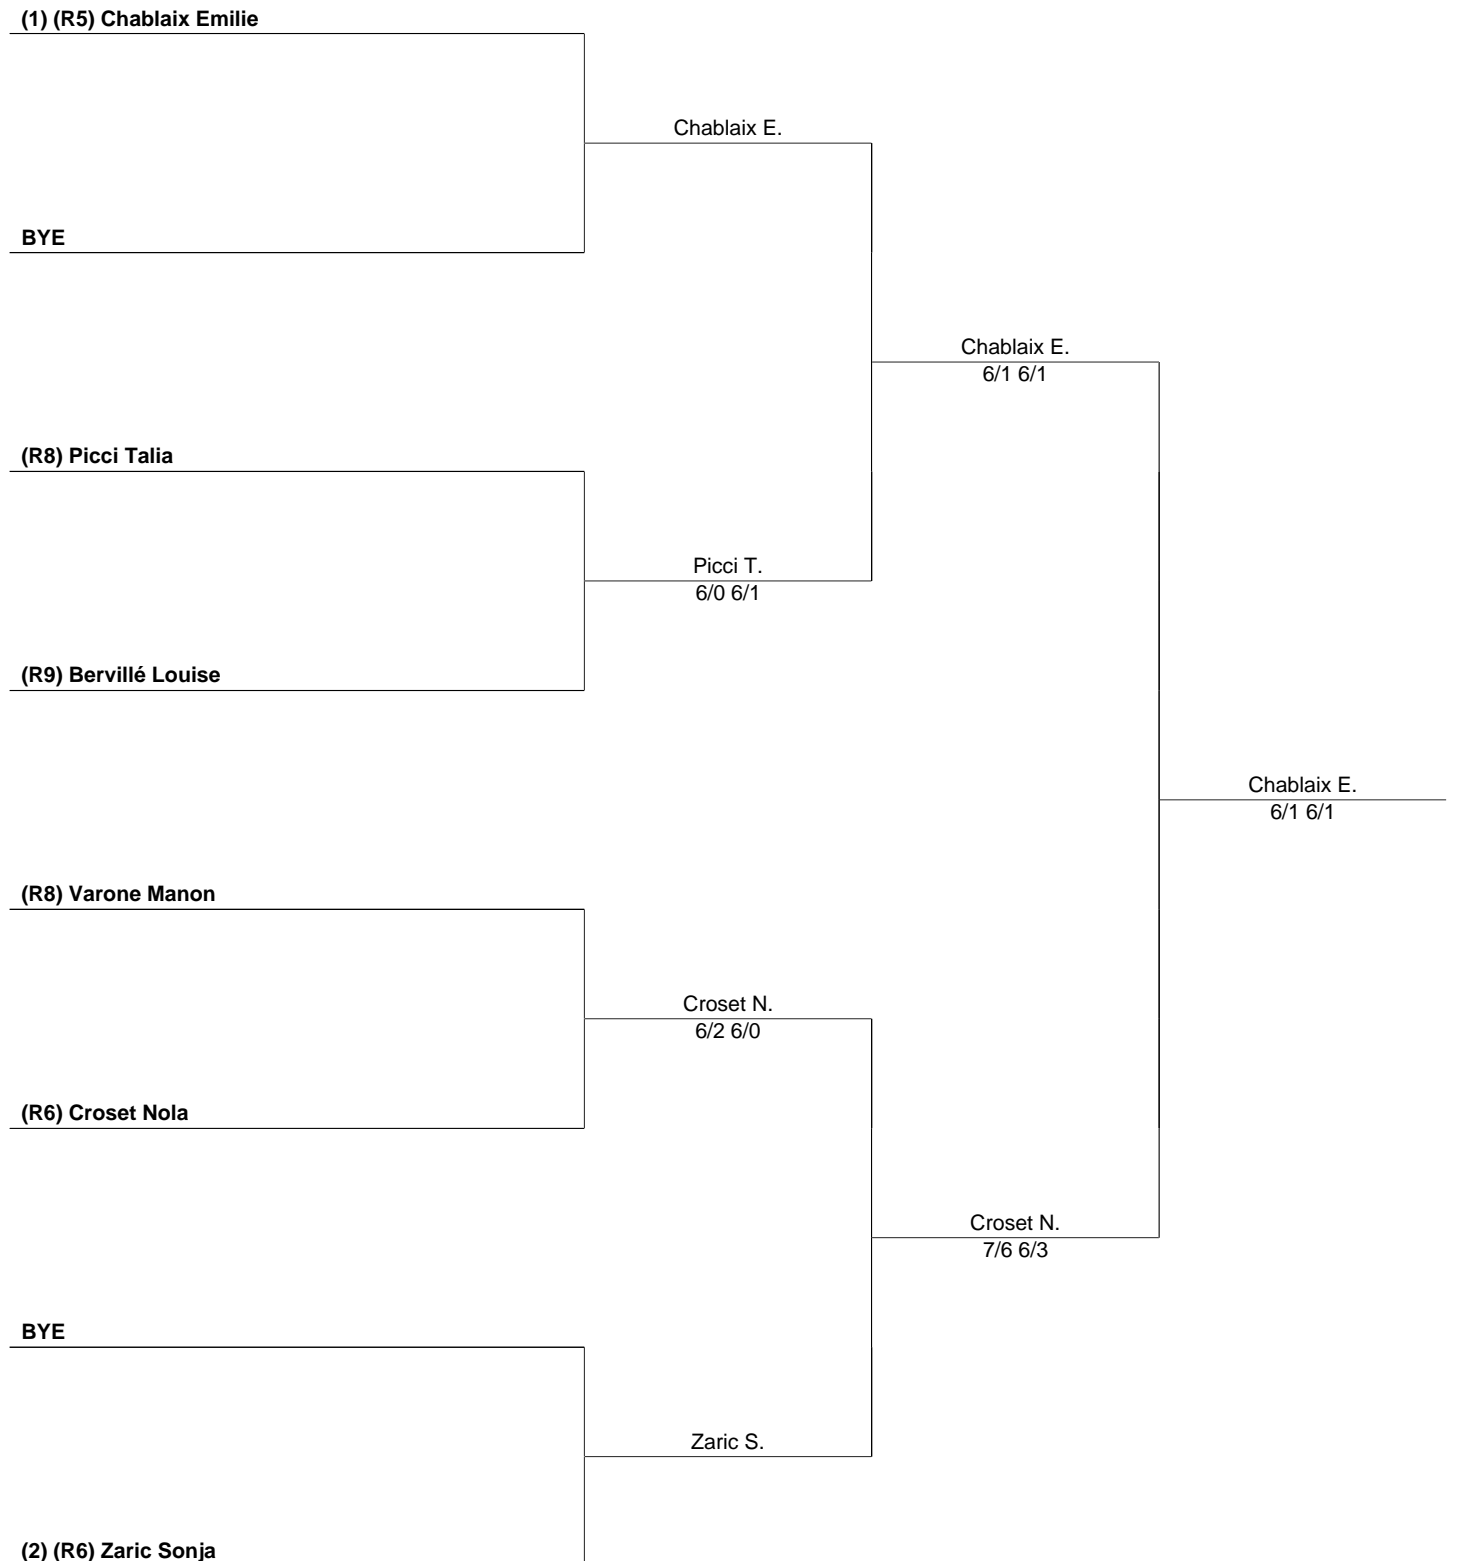 (1) (R5) Chablaix Emilie
Chablaix E.
BYE
Chablaix E.
6/1 6/1
(R8) Picci Talia
Picci T.
6/0 6/1
(R9) Bervillé Louise
Chablaix E.
6/1 6/1
(R8) Varone Manon
Croset N.
6/2 6/0
(R6) Croset Nola
Croset N.
7/6 6/3
BYE
Zaric S.
(2) (R6) Zaric Sonja